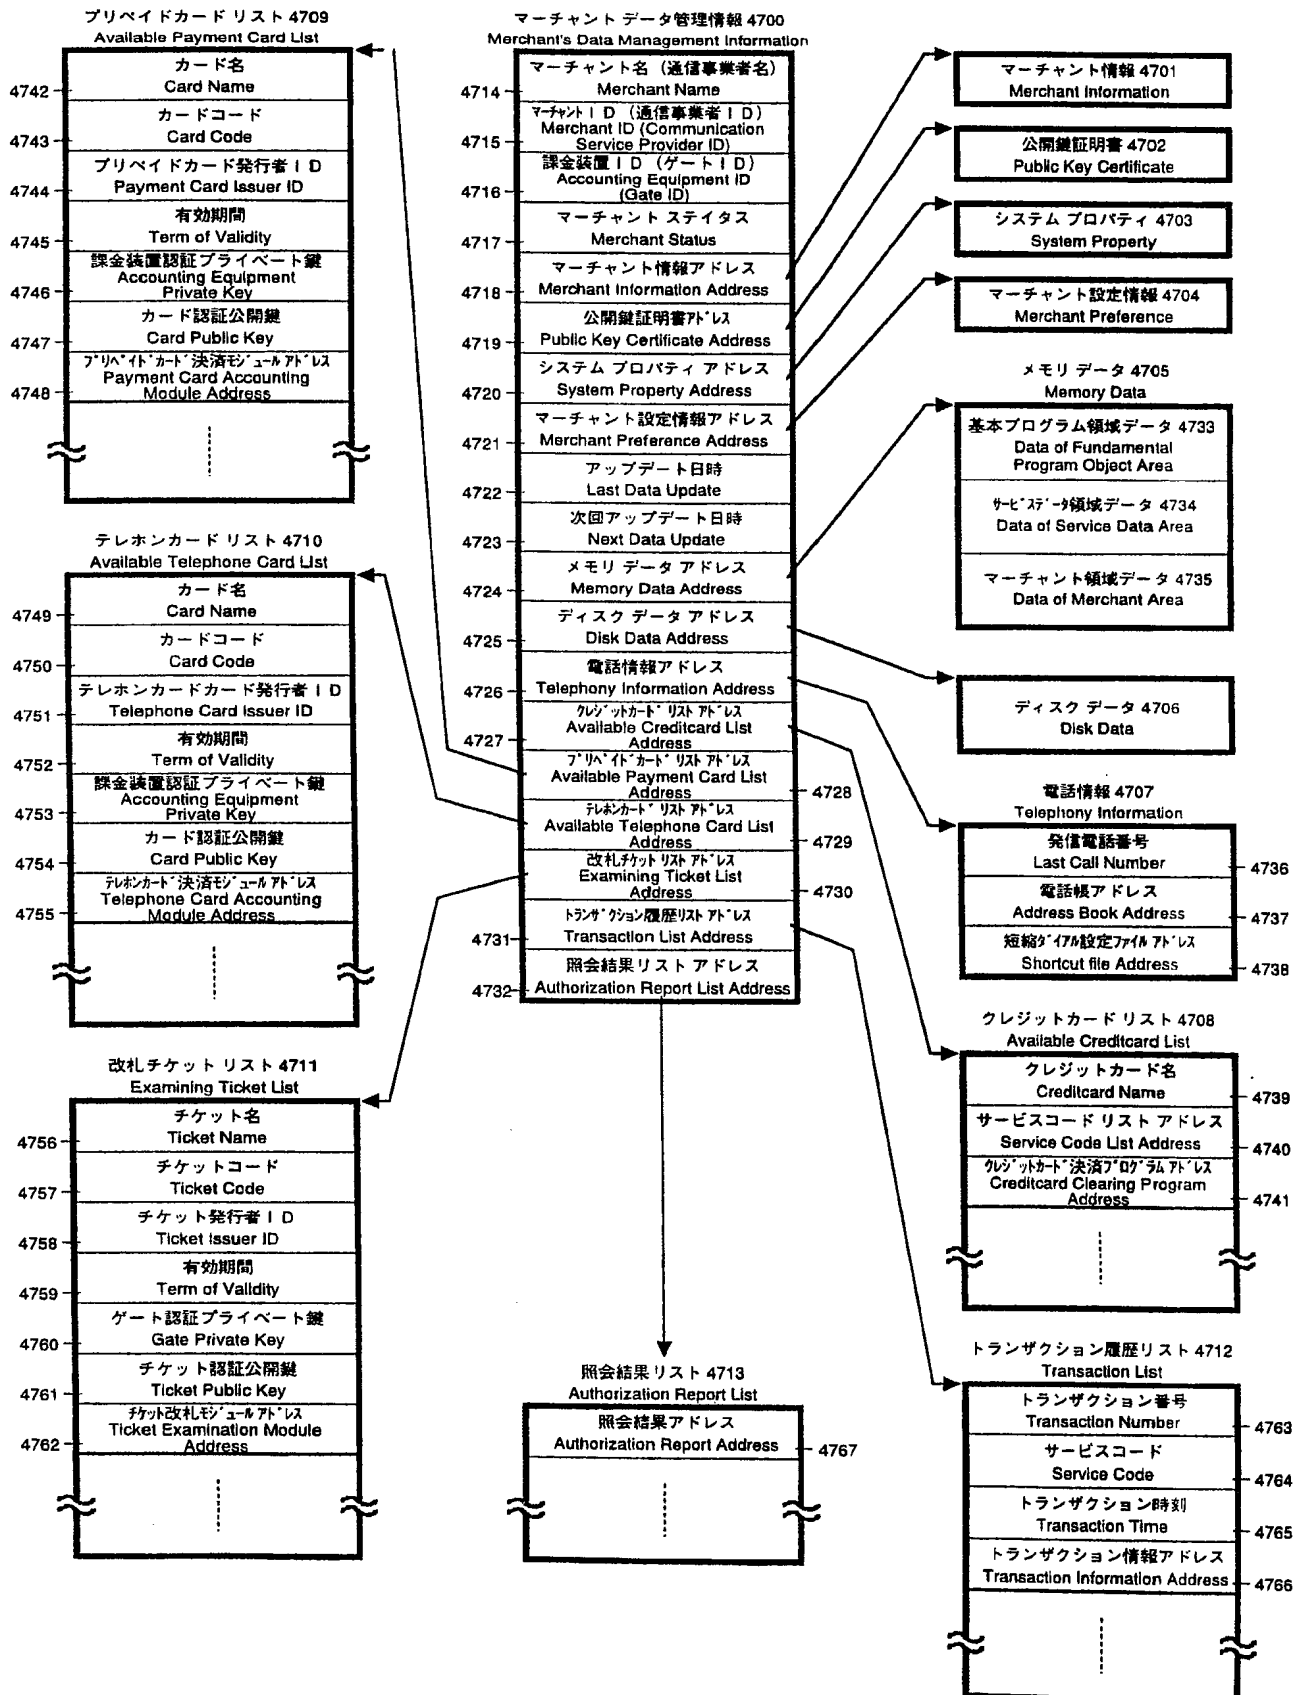 プリペイドカード リスト 4709
Available Payment Card List
カード名
Card Name
4742
カードコード
Card Code
4743
プリペイドカード発行者ID
Payment Card Issuer ID
4744
有効期間
Term of Validity
4745
課金装置認証プライベート鍵
Accounting Equipment
Private Key
4746
カード認証公開鍵
Card Public Key
4747
プリペイドカード決済モジュールアドレス
Payment Card Accounting
Module Address
4748
テレホンカード リスト 4710
Available Telephone Card List
カード名
Card Name
4749
カードコード
Card Code
4750
テレホンカードカード発行者ID
Telephone Card Issuer ID
4751
有効期間
Term of Validity
4752
課金装置認証プライベート鍵
Accounting Equipment
Private Key
4753
カード認証公開鍵
Card Public Key
4754
テレホンカード決済モジュールアドレス
Telephone Card Accounting
Module Address
4755
改札チケット リスト 4711
Examining Ticket List
チケット名
Ticket Name
4756
チケットコード
Ticket Code
4757
チケット発行者ID
Ticket Issuer ID
4758
有効期間
Term of Validity
4759
ゲート認証プライベート鍵
Gate Private Key
4760
チケット認証公開鍵
Ticket Public Key
4761
チケット改札モジュールアドレス
Ticket Examination Module
Address
4762
マーチャント データ管理情報 4700
Merchant's Data Management Information
マーチャント名(通信事業者名)
Merchant Name
4714
マーチャントID(通信事業者ID)
Merchant ID (Communication
Service Provider ID)
4715
課金装置ID(ゲートID)
Accounting Equipment ID
(Gate ID)
4716
マーチャント ステイタス
Merchant Status
4717
マーチャント情報アドレス
Merchant Information Address
4718
公開鍵証明書アドレス
Public Key Certificate Address
4719
システム プロパティ アドレス
System Property Address
4720
マーチャント設定情報アドレス
Merchant Preference Address
4721
アップデート日時
Last Data Update
4722
次回アップデート日時
Next Data Update
4723
メモリ データ アドレス
Memory Data Address
4724
ディスク データ アドレス
Disk Data Address
4725
電話情報アドレス
Telephony Information Address
4726
クレジットカード リスト アドレス
Available Creditcard List
Address
4727
プリペイドカード リスト アドレス
Available Payment Card List
Address
4728
テレホンカード リスト アドレス
Available Telephone Card List
Address
4729
改札チケット リスト アドレス
Examining Ticket List
Address
4730
トランザクション履歴リスト アドレス
Transaction List Address
4731
照会結果リスト アドレス
Authorization Report List Address
4732
照会結果リスト 4713
Authorization Report List
照会結果アドレス
Authorization Report Address
4767
マーチャント情報 4701
Merchant Information
公開鍵証明書 4702
Public Key Certificate
システム プロパティ 4703
System Property
マーチャント設定情報 4704
Merchant Preference
メモリ データ 4705
Memory Data
基本プログラム領域データ 4733
Data of Fundamental
Program Object Area
サービスデータ領域データ 4734
Data of Service Data Area
マーチャント領域データ 4735
Data of Merchant Area
ディスク データ 4706
Disk Data
電話情報 4707
Telephony Information
発信電話番号
Last Call Number
4736
電話帳アドレス
Address Book Address
4737
短縮ダイアル設定ファイル アドレス
Shortcut file Address
4738
クレジットカード リスト 4708
Available Creditcard List
クレジットカード名
Creditcard Name
4739
サービスコード リスト アドレス
Service Code List Address
4740
クレジットカード決済プログラム アドレス
Creditcard Clearing Program
Address
4741
トランザクション履歴リスト 4712
Transaction List
トランザクション番号
Transaction Number
4763
サービスコード
Service Code
4764
トランザクション時刻
Transaction Time
4765
トランザクション情報アドレス
Transaction Information Address
4766